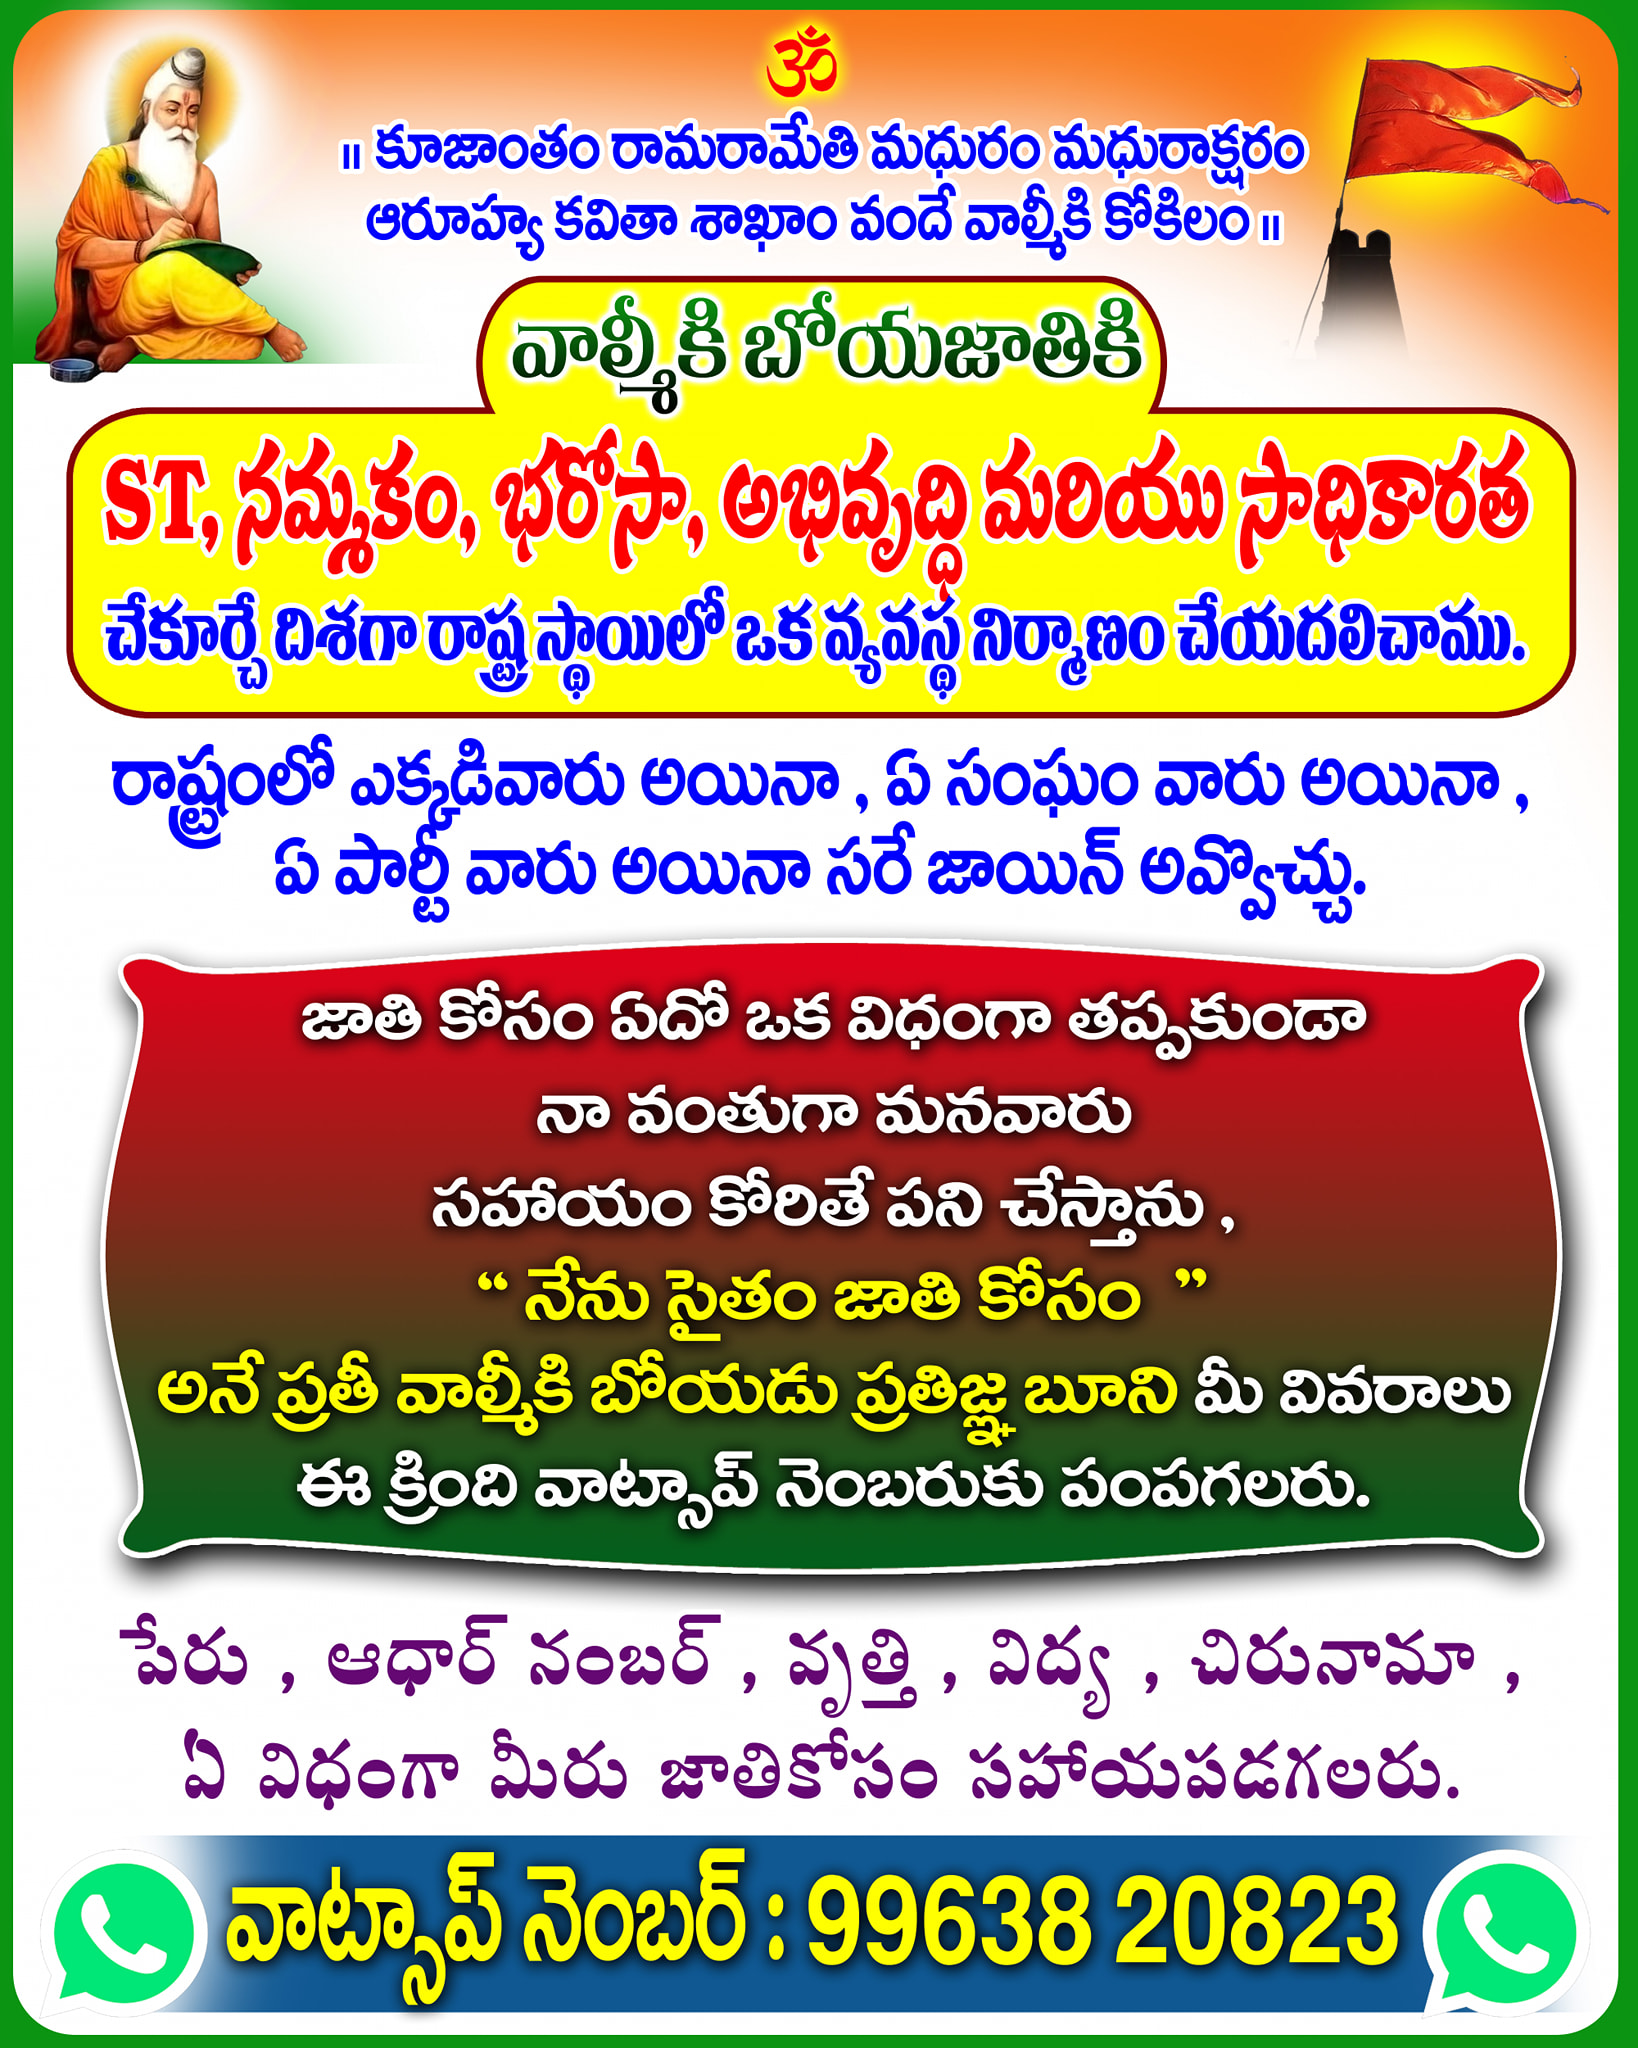 ॐ
॥ కూజాంతం రామరామేతి మధురం మధురాక్షరం
ఆరూహ్య కవితా శాఖాం వందే వాల్మీకి కోకిలం ॥
వాల్మీకి బోయజాతికి
ST, నమ్మకం, భరోసా, అభివృద్ధి మరియు సాధికారత
చేకూర్చే దిశగా రాష్ట్ర స్థాయిలో ఒక వ్యవస్థ నిర్మాణం చేయదలిచాము.
రాష్ట్రంలో ఎక్కడివారు అయినా , ఏ సంఘం వారు అయినా ,
ఏ పార్టీ వారు అయినా సరే జాయిన్ అవ్వొచ్చు.
జాతి కోసం ఏదో ఒక విధంగా తప్పకుండా
నా వంతుగా మనవారు
సహాయం కోరితే పని చేస్తాను ,
“ నేను సైతం జాతి కోసం ”
అనే ప్రతీ వాల్మీకి బోయడు ప్రతిజ్ఞ బూని మీ వివరాలు
ఈ క్రింది వాట్సాప్ నెంబరుకు పంపగలరు.
పేరు , ఆధార్ నంబర్ , వృత్తి , విద్య , చిరునామా ,
ఏ విధంగా మీరు జాతికోసం సహాయపడగలరు.
వాట్సాప్ నెంబర్ : 99638 20823